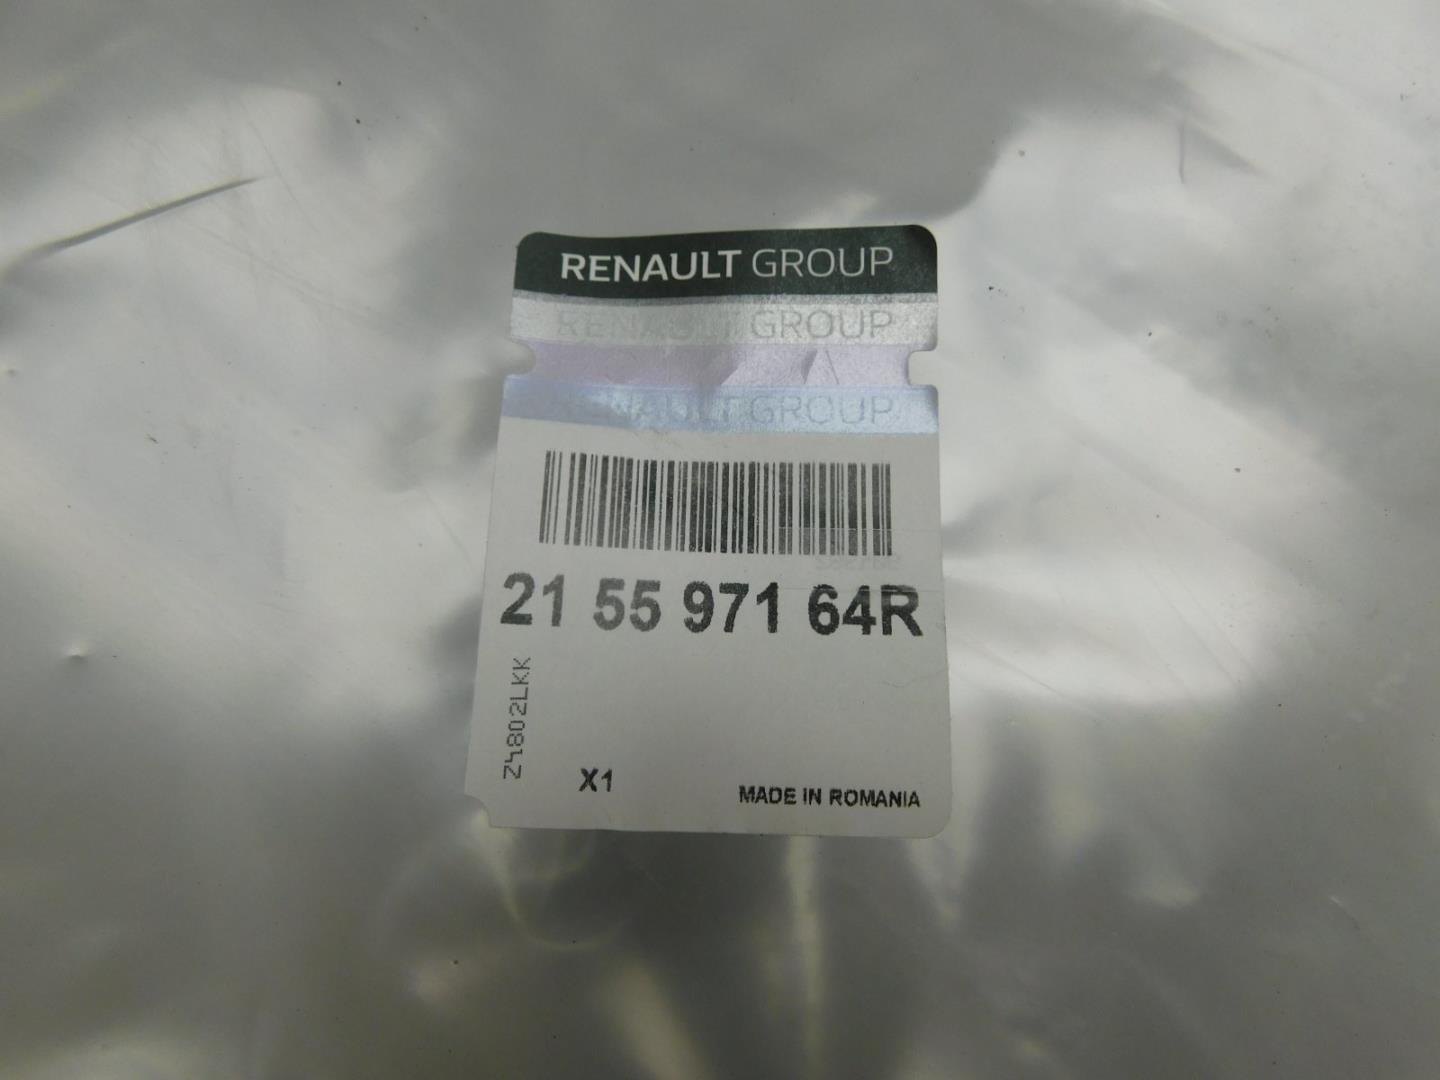 RENAULT GROUP
RENAULT GROUP
RENAULT GROUP
21 55 971 64R
Z4802LKK
X1
MADE IN ROMANIA